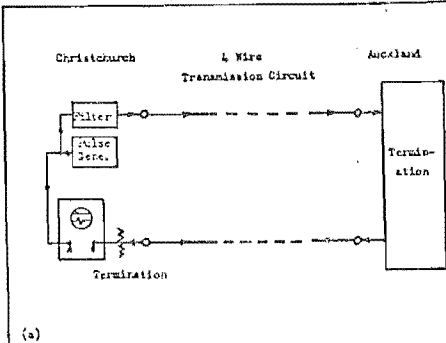 Christchurch
4 Wire
Transmission Circuit
Auckland
Filter
Pulse
Gene.
Termin-
ation
Termination
(a)